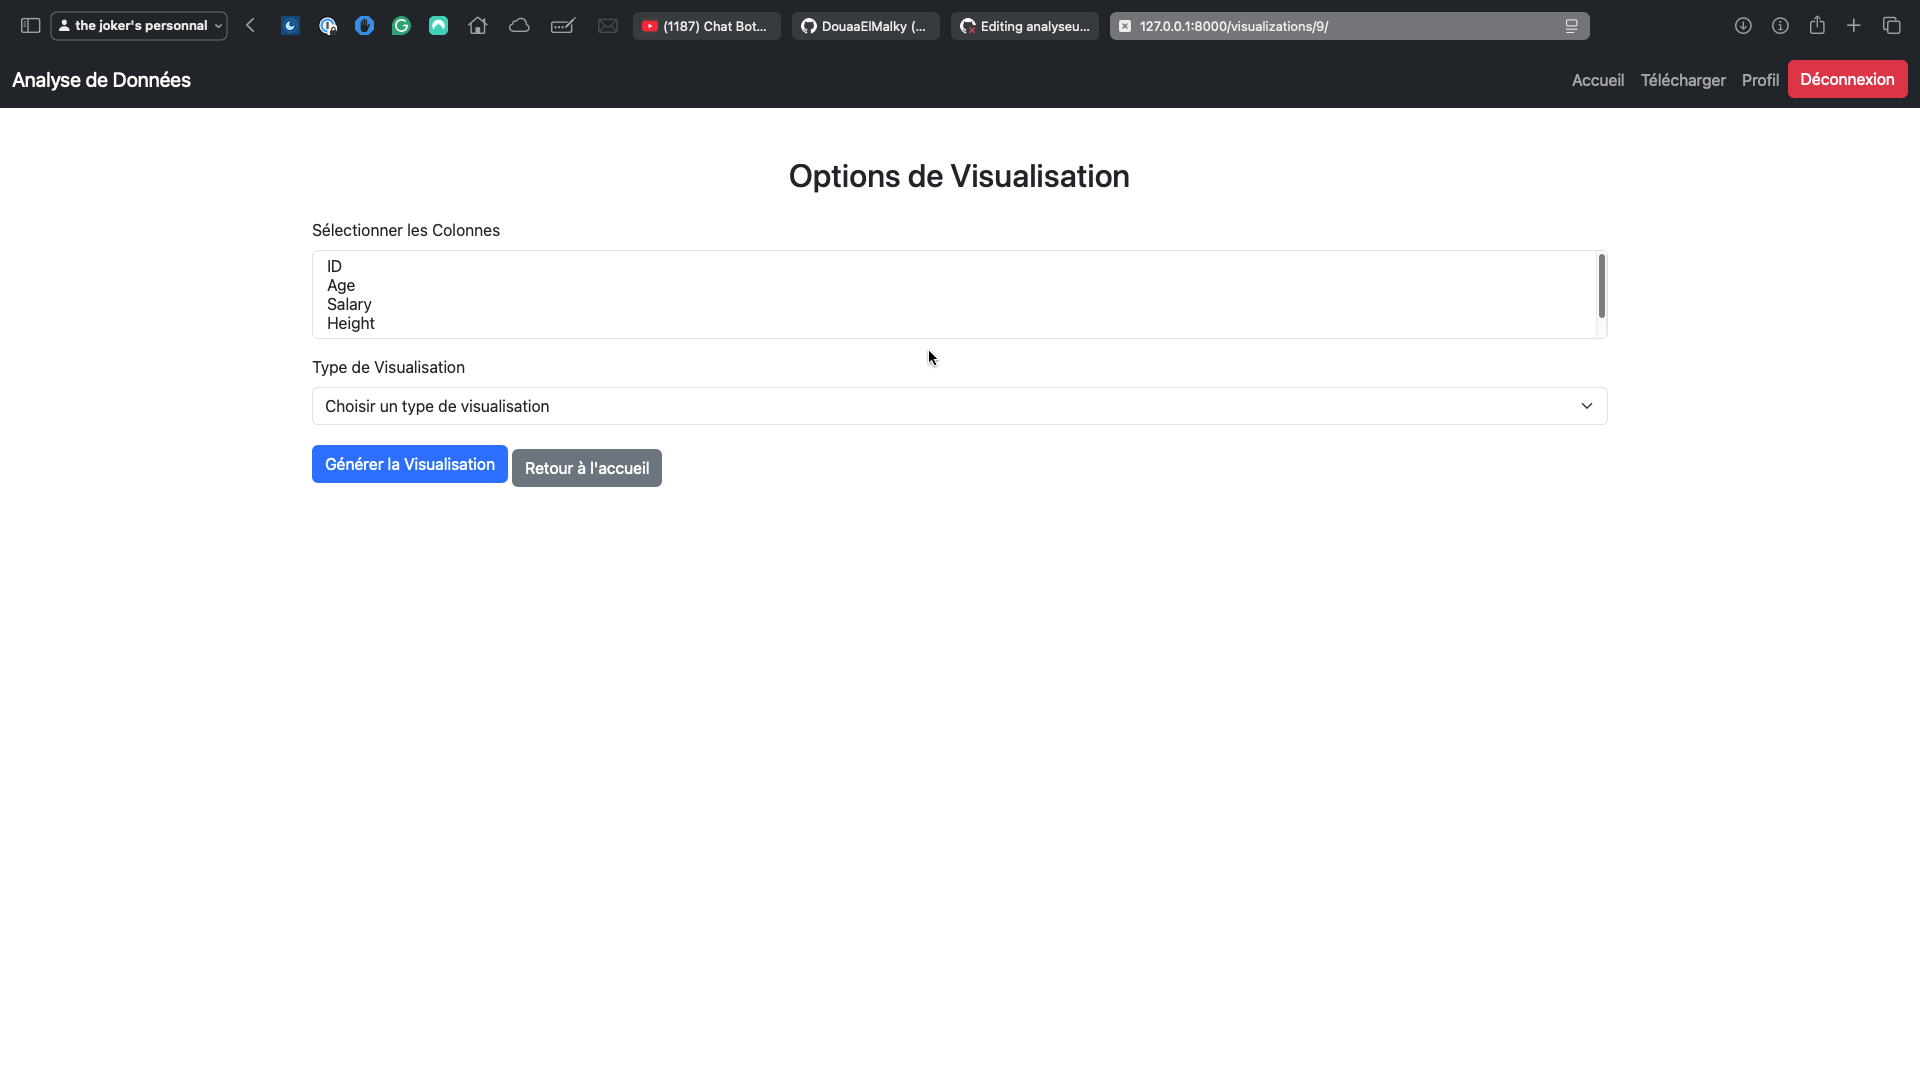 the joker's personnal
(1187) Chat Bot...
DouaaElMalky (...
Editing analyseu...
127.0.0.1:8000/visualizations/9/
Analyse de Données
Accueil Télécharger Profil Déconnexion
Options de Visualisation
Sélectionner les Colonnes
ID
Age
Salary
Height
Type de Visualisation
Choisir un type de visualisation
Générer la Visualisation Retour à l'accueil